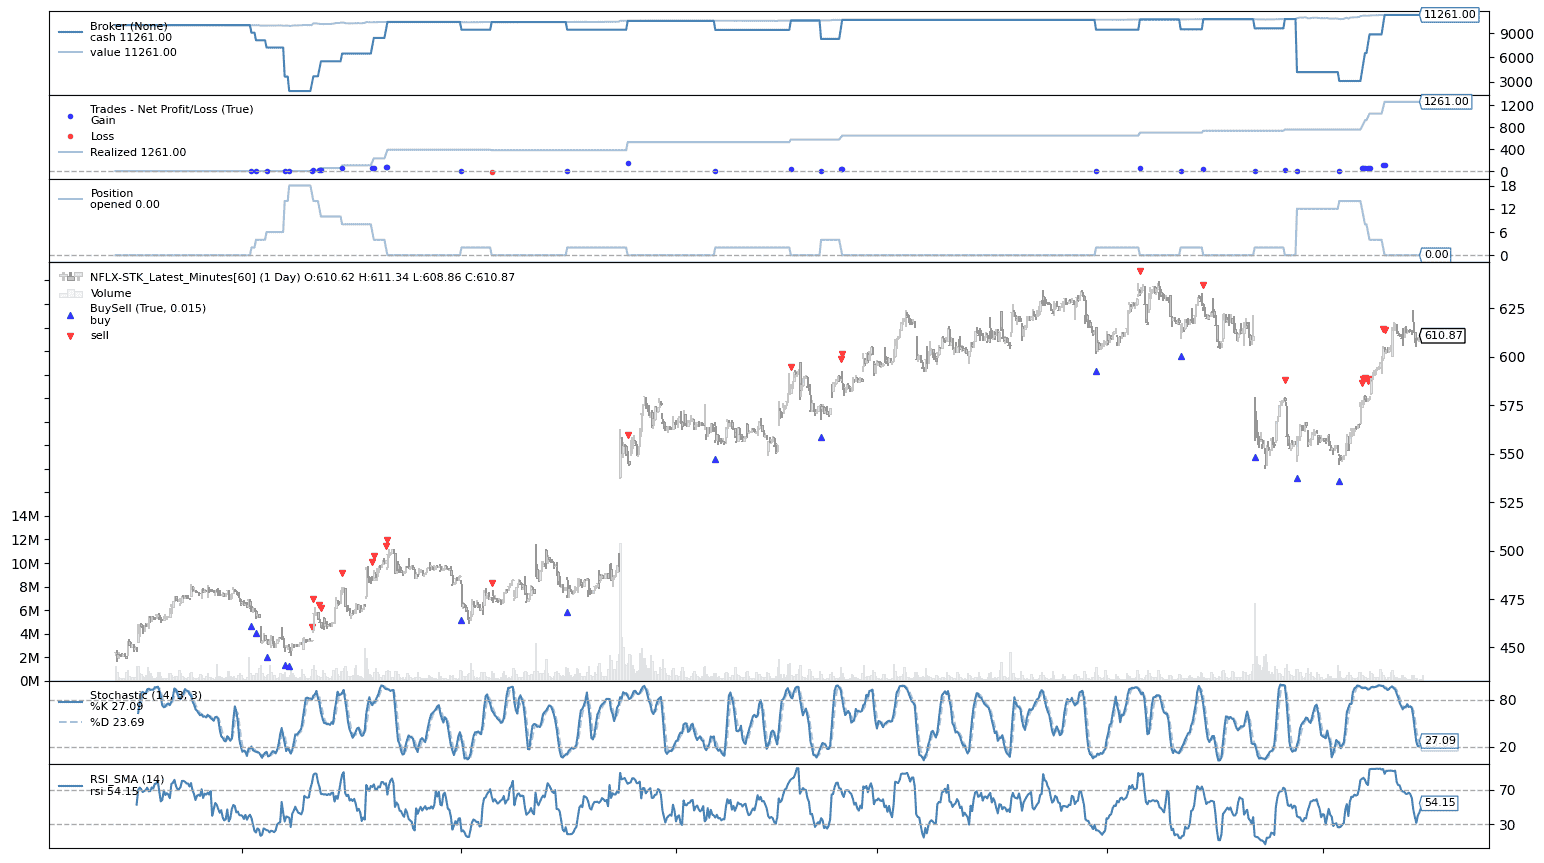 Broker (None)
cash 11261.00
value 11261.00
11261.00
9000
6000
3000
Trades - Net Profit/Loss (True)
Gain
Loss
Realized 1261.00
1261.00
1200
800
400
0
Position
opened 0.00
18
12
6
0
0.00
NFLX-STK_Latest_Minutes[60] (1 Day) O:610.62 H:611.34 L:608.86 C:610.87
Volume
BuySell (True, 0.015)
buy
sell
625
610.87
600
575
550
525
500
475
450
14M
12M
10M
8M
6M
4M
2M
0M
Stochastic (14, 3, 3)
%K 27.09
%D 23.69
80
27.09
20
RSI_SMA (14)
rsi 54.15
70
54.15
30